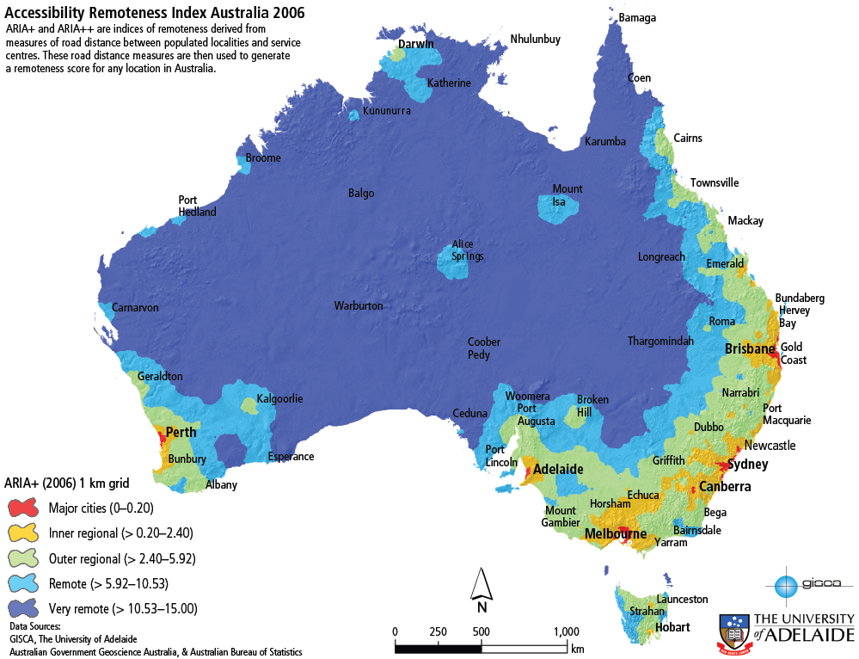 Accessibility Remoteness Index Australia 2006
ARIA+ and ARIA++ are indices of remoteness derived from
measures of road distance between populated localities and service
centres. These road distance measures are then used to generate
a remoteness score for any location in Australia.
Bamaga
Nhulunbuy
Darwin
Coen
Katherine
Kununurra
Karumba
Cairns
Broome
Townsville
Balgo
Mount
Isa
Port
Hedland
Mackay
Alice
Springs
Longreach
Emerald
Carnarvon
Warburton
Bundaberg
Hervey
Bay
Roma
Thargomindah
Brisbane
Gold
Coast
Coober
Pedy
Geraldton
Narrabri
Kalgoorlie
Woomera
Broken
Hill
Port
Augusta
Ceduna
Port
Macquarie
Dubbo
Perth
Newcastle
Bunbury
Esperance
Port
Lincoln
Griffith
Sydney
Adelaide
Albany
Canberra
Echuca
Horsham
Mount
Gambier
Bega
Bairnsdale
Melbourne
Yarram
Launceston
Strahan
Hobart
ARIA+ (2006) 1 km grid
Major cities (0–0.20)
Inner regional (> 0.20–2.40)
Outer regional (> 2.40–5.92)
Remote (> 5.92–10.53)
Very remote (> 10.53–15.00)
Data Sources:
GISCA, The University of Adelaide
Australian Government Geoscience Australia, & Australian Bureau of Statistics
N
0 250 500 1,000
km
gisca
THE UNIVERSITY
of ADELAIDE